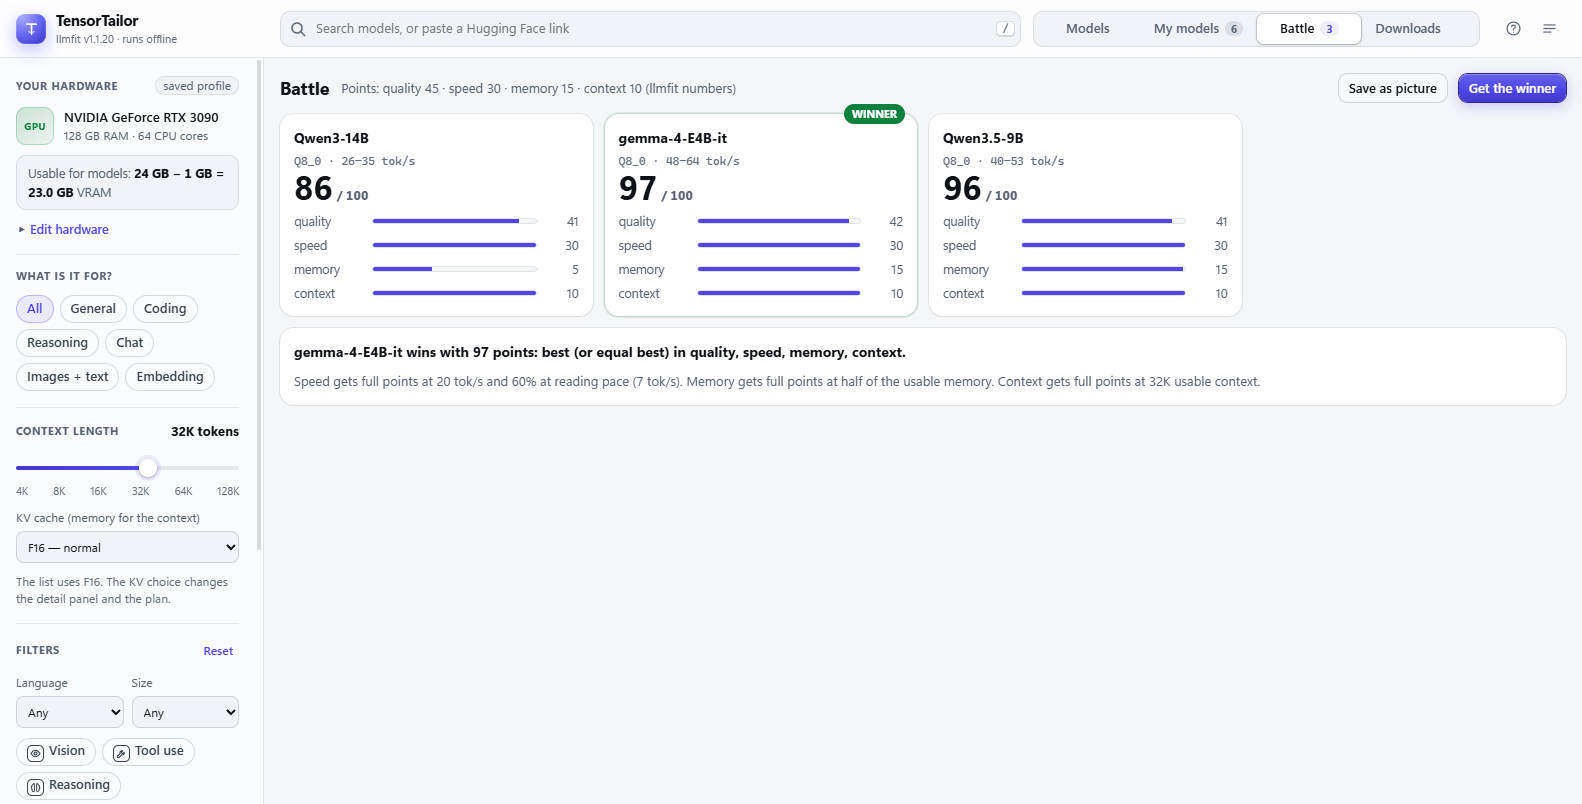 TensorTailor
llmfit v1.1.20 · runs offline
Search models, or paste a Hugging Face link
/
Models
My models 6
Battle 3
Downloads
YOUR HARDWARE
saved profile
GPU
NVIDIA GeForce RTX 3090
128 GB RAM · 64 CPU cores
Usable for models: 24 GB − 1 GB =
23.0 GB VRAM
▸ Edit hardware
WHAT IS IT FOR?
All
General
Coding
Reasoning
Chat
Images + text
Embedding
CONTEXT LENGTH
32K tokens
4K 8K 16K 32K 64K 128K
KV cache (memory for the context)
F16 — normal
The list uses F16. The KV choice changes
the detail panel and the plan.
FILTERS
Reset
Language
Size
Any
Any
Vision
Tool use
Reasoning
Battle
Points: quality 45 · speed 30 · memory 15 · context 10 (llmfit numbers)
Save as picture
Get the winner
Qwen3-14B
Q8_0 · 26–35 tok/s
86 / 100
quality 41
speed 30
memory 5
context 10
WINNER
gemma-4-E4B-it
Q8_0 · 48–64 tok/s
97 / 100
quality 42
speed 30
memory 15
context 10
Qwen3.5-9B
Q8_0 · 40–53 tok/s
96 / 100
quality 41
speed 30
memory 15
context 10
gemma-4-E4B-it wins with 97 points: best (or equal best) in quality, speed, memory, context.
Speed gets full points at 20 tok/s and 60% at reading pace (7 tok/s). Memory gets full points at half of the usable memory. Context gets full points at 32K usable context.